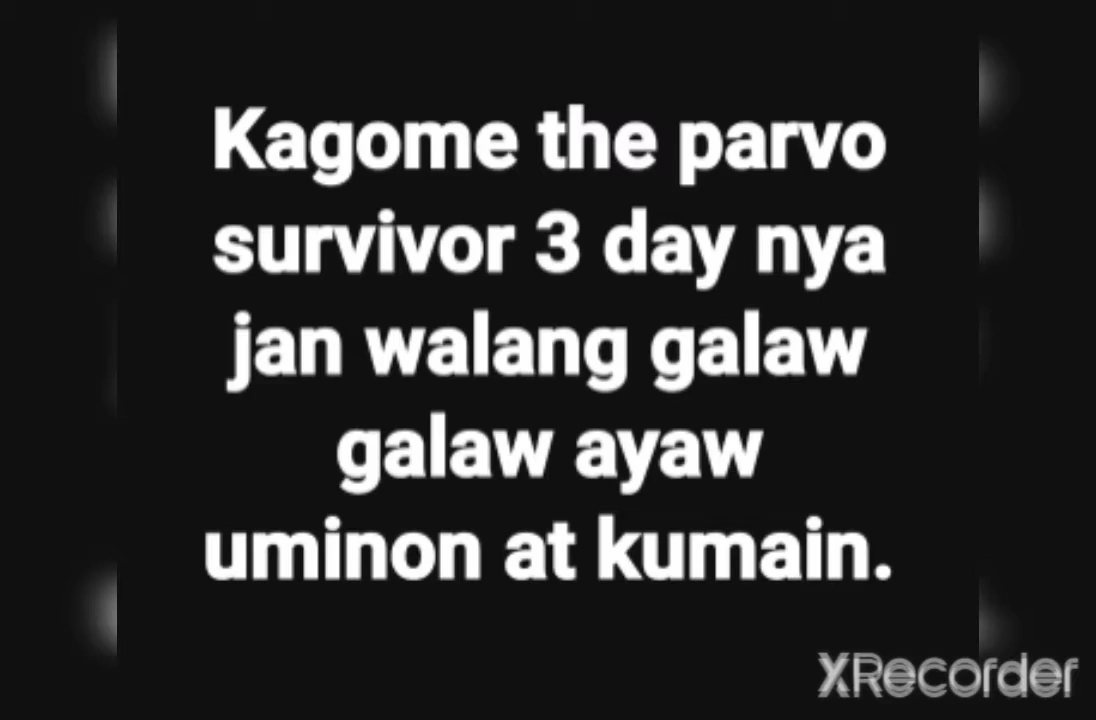 Kagome the parvo
survivor 3 day nya
jan walang galaw
galaw ayaw
uminon at kumain.
XRecorder